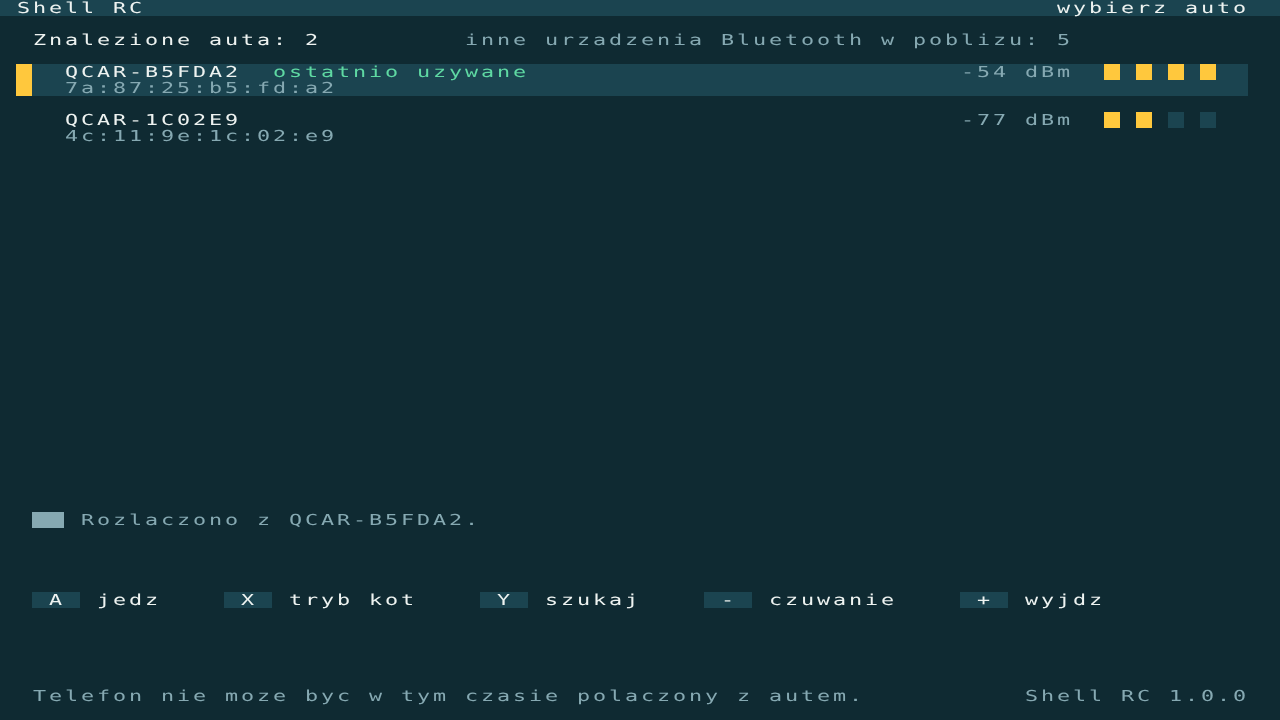 Shell RC wybierz auto
Znalezione auta: 2 inne urzadzenia Bluetooth w poblizu: 5
QCAR-B5FDA2 ostatnio uzywane -54 dBm
7a:87:25:b5:fd:a2
QCAR-1C02E9 -77 dBm
4c:11:9e:1c:02:e9
Rozlaczono z QCAR-B5FDA2.
A jedz X tryb kot Y szukaj - czuwanie + wyjdz
Telefon nie moze byc w tym czasie polaczony z autem. Shell RC 1.0.0